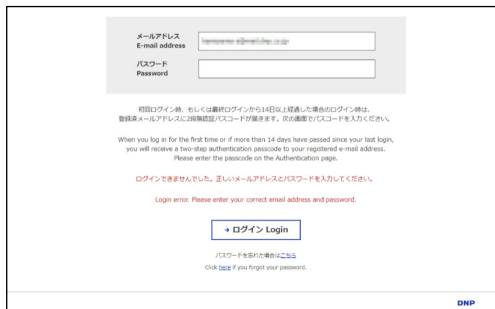 メールアドレス
E-mail address
パスワード
Password
初回ログイン時、もしくは最終ログインから14日以上経過した場合のログイン時は、
登録済メールアドレスに2段階認証パスコードが届きます。次の画面でパスコードを入力ください。
When you log in for the first time or if more than 14 days have passed since your last login,
you will receive a two-step authentication passcode to your registered e-mail address.
Please enter the passcode on the Authentication page.
ログインできませんでした。正しいメールアドレスとパスワードを入力してください。
Login error. Please enter your correct email address and password.
→ ログイン Login
パスワードを忘れた場合はこちら
Click here if you forgot your password.
DNP